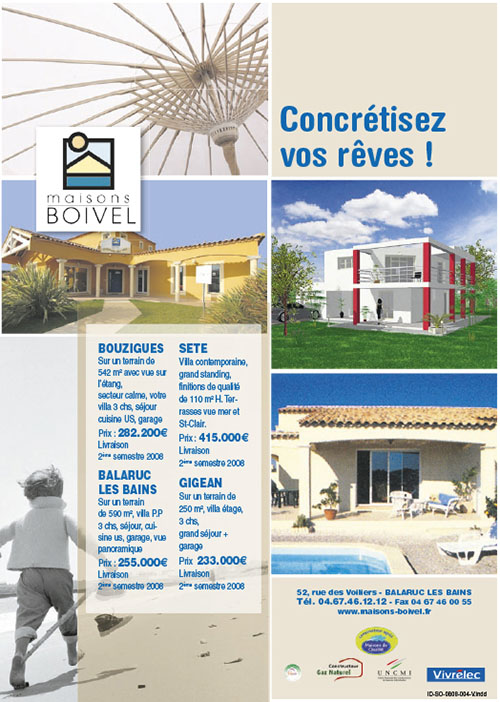 maisons
BOIVEL
Concrétisez
vos rêves !
BOUZIGUES
Sur un terrain de
542 m² avec vue sur
l'étang,
secteur calme, votre
villa 3 chs, séjour
cuisine US, garage
Prix : 282.200€
Livraison
2ème semestre 2008
BALARUC
LES BAINS
Sur un terrain
de 590 m², villa P.P
3 chs, séjour, cui-
sine us, garage, vue
panoramique
Prix : 255.000€
Livraison
2ème semestre 2008
SETE
Villa contemporaine,
grand standing,
finitions de qualité
de 110 m² H. Ter-
rasses vue mer et
St-Clair.
Prix : 415.000€
Livraison
2ème semestre 2008
GIGEAN
Sur un terrain de
250 m², villa étage,
3 chs,
grand séjour +
garage
Prix 233.000€
Livraison
2ème semestre 2008
52, rue des Voiliers - BALARUC LES BAINS
Tél. 04.67.46.12.12 - Fax 04 67 46 00 55
www.maisons-boivel.fr
Maisons de
Qualité
Constructeur
Gaz Naturel
UNCMI
Vivrélec
ID-SO-0808-004-V.indd